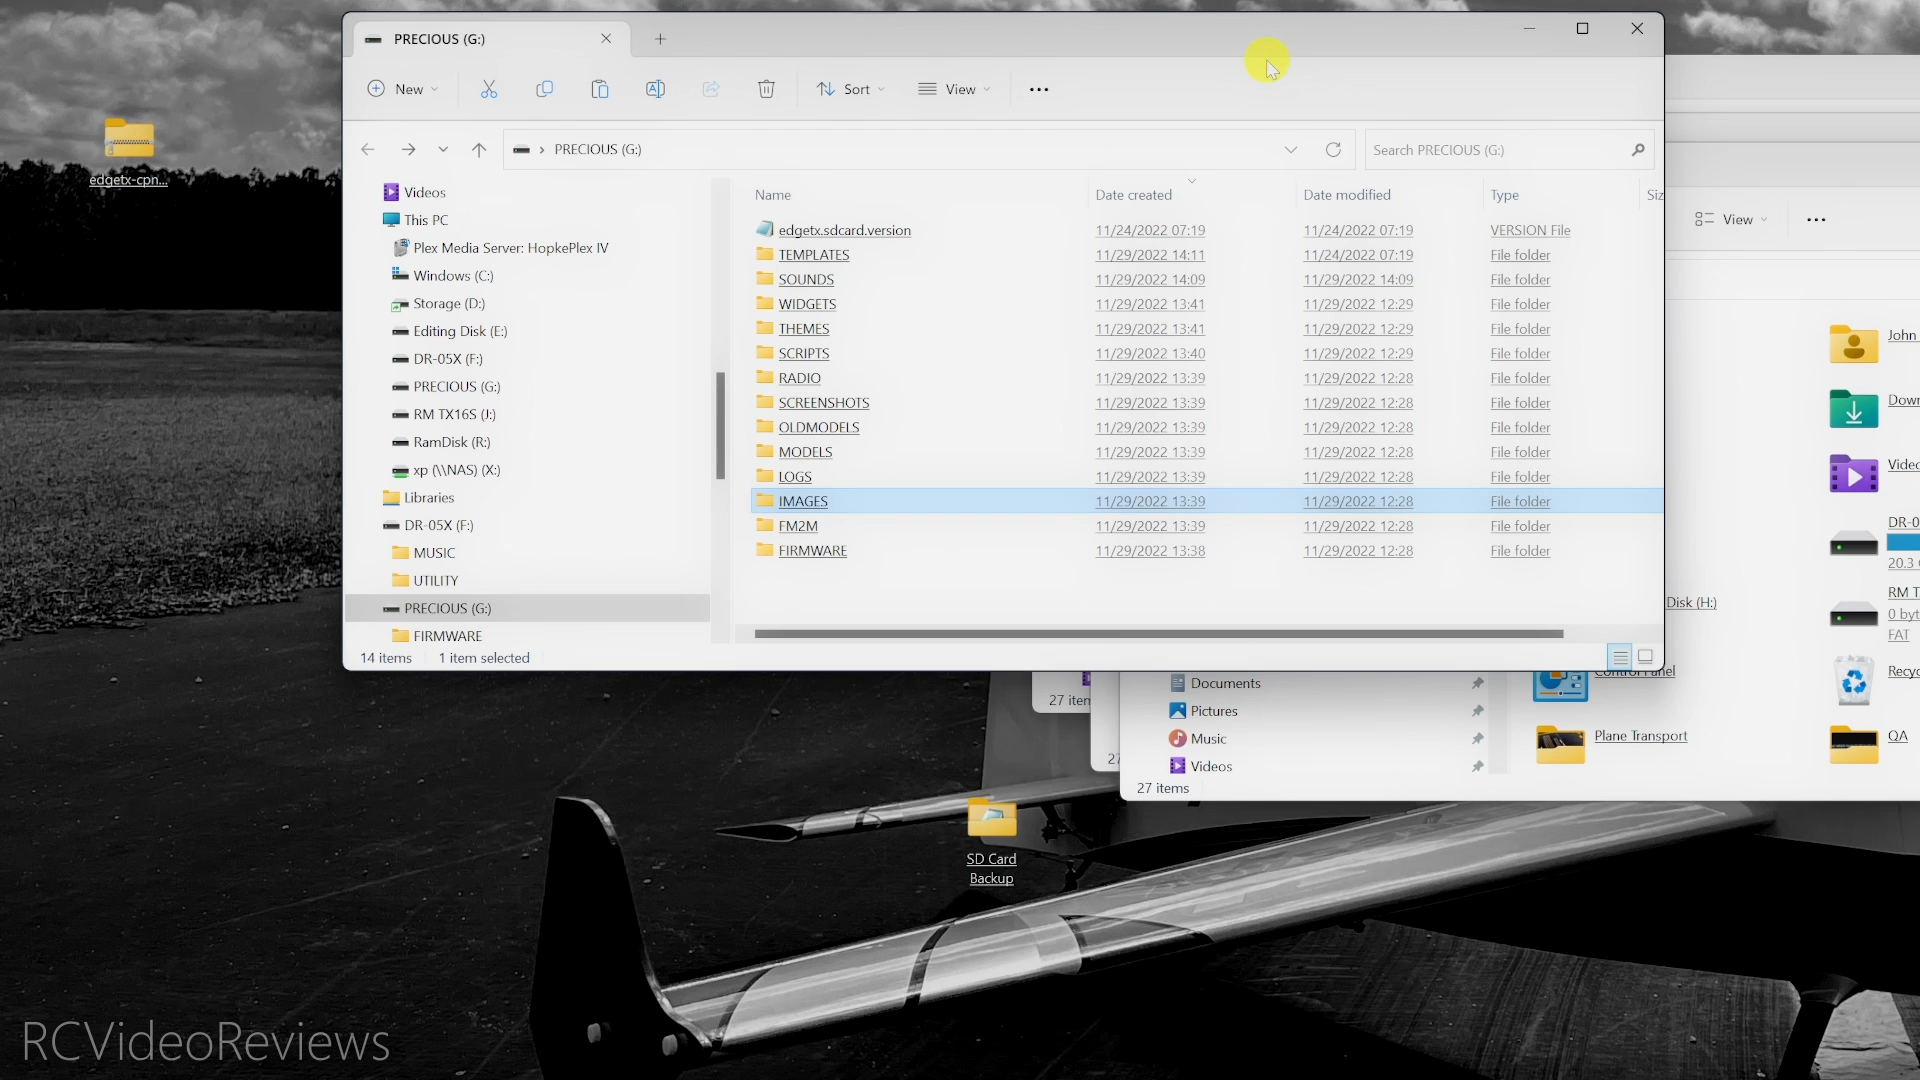 PRECIOUS (G:)
New
Sort
View
PRECIOUS (G:)
Search PRECIOUS (G:)
Videos
This PC
Plex Media Server: HopkePlex IV
Windows (C:)
Storage (D:)
Editing Disk (E:)
DR-05X (F:)
PRECIOUS (G:)
RM TX16S (J:)
RamDisk (R:)
xp (\\NAS) (X:)
Libraries
DR-05X (F:)
MUSIC
UTILITY
PRECIOUS (G:)
FIRMWARE
14 items 1 item selected
Name Date created Date modified Type Siz
edgetx.sdcard.version 11/24/2022 07:19 11/24/2022 07:19 VERSION File
TEMPLATES 11/29/2022 14:11 11/24/2022 07:19 File folder
SOUNDS 11/29/2022 14:09 11/29/2022 14:09 File folder
WIDGETS 11/29/2022 13:41 11/29/2022 12:29 File folder
THEMES 11/29/2022 13:41 11/29/2022 12:29 File folder
SCRIPTS 11/29/2022 13:40 11/29/2022 12:29 File folder
RADIO 11/29/2022 13:39 11/29/2022 12:28 File folder
SCREENSHOTS 11/29/2022 13:39 11/29/2022 12:28 File folder
OLDMODELS 11/29/2022 13:39 11/29/2022 12:28 File folder
MODELS 11/29/2022 13:39 11/29/2022 12:28 File folder
LOGS 11/29/2022 13:39 11/29/2022 12:28 File folder
IMAGES 11/29/2022 13:39 11/29/2022 12:28 File folder
FM2M 11/29/2022 13:39 11/29/2022 12:28 File folder
FIRMWARE 11/29/2022 13:38 11/29/2022 12:28 File folder
edgetx-cpn...
View
John
Down
Video
DR-0
20.3
Disk (H:)
RM T
0 byt
FAT
Control Panel
Recyc
Plane Transport
QA
27 item
27
Documents
Pictures
Music
Videos
27 items
SD Card
Backup
RCVideoReviews